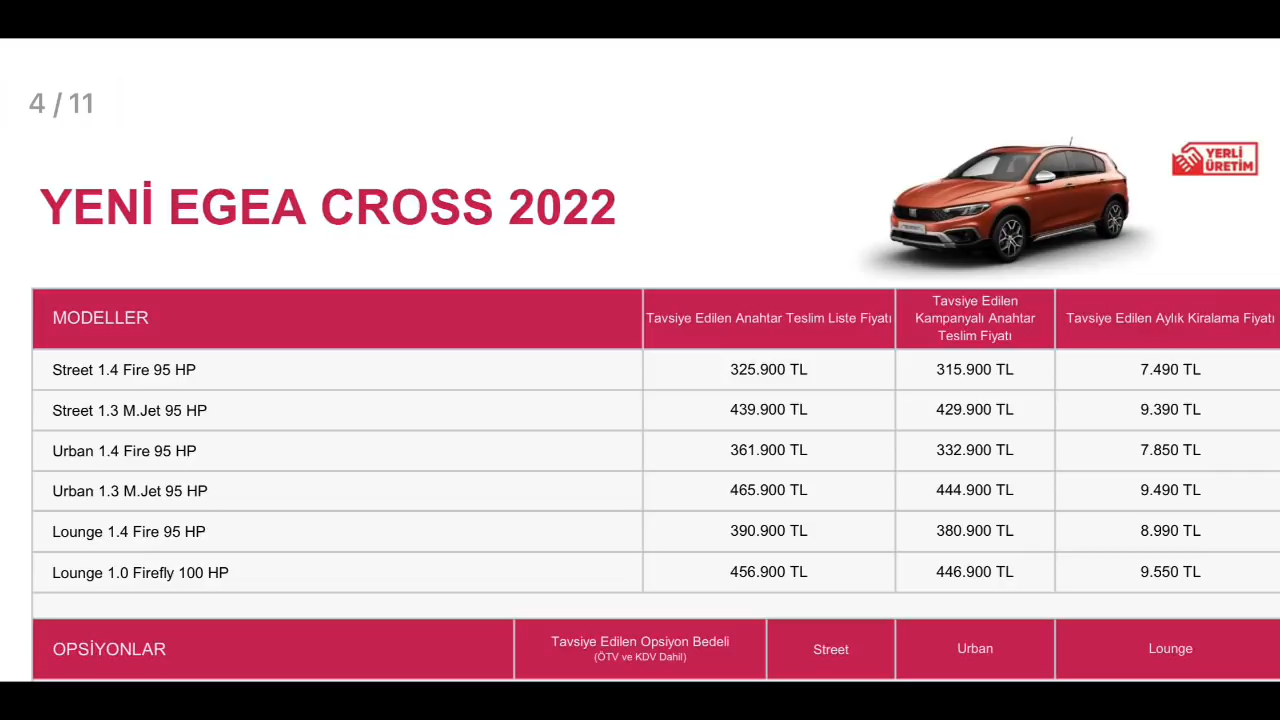 4 / 11
YERLİ
ÜRETİM
YENİ EGEA CROSS 2022
MODELLER
Tavsiye Edilen Anahtar Teslim Liste Fiyatı
Tavsiye Edilen
Kampanyalı Anahtar
Teslim Fiyatı
Tavsiye Edilen Aylık Kiralama Fiyatı
Street 1.4 Fire 95 HP 325.900 TL 315.900 TL 7.490 TL
Street 1.3 M.Jet 95 HP 439.900 TL 429.900 TL 9.390 TL
Urban 1.4 Fire 95 HP 361.900 TL 332.900 TL 7.850 TL
Urban 1.3 M.Jet 95 HP 465.900 TL 444.900 TL 9.490 TL
Lounge 1.4 Fire 95 HP 390.900 TL 380.900 TL 8.990 TL
Lounge 1.0 Firefly 100 HP 456.900 TL 446.900 TL 9.550 TL
OPSİYONLAR
Tavsiye Edilen Opsiyon Bedeli
(ÖTV ve KDV Dahil)
Street
Urban
Lounge